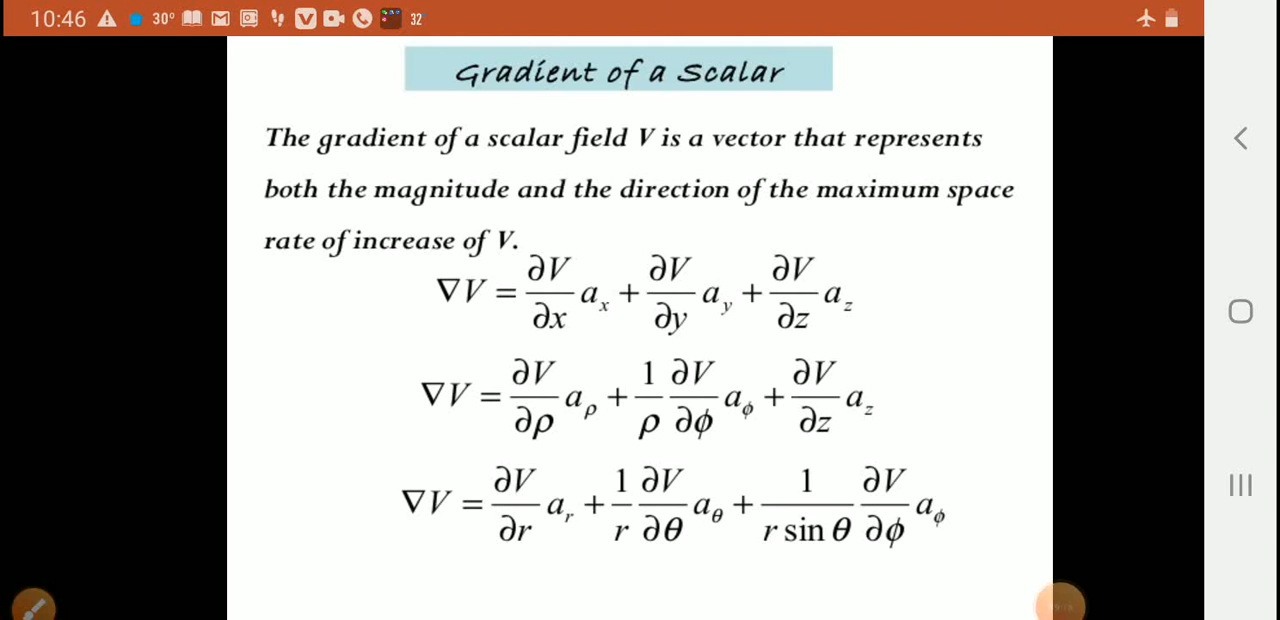 10:46 30° 32°
Gradient of a Scalar
The gradient of a scalar field V is a vector that represents
both the magnitude and the direction of the maximum space
rate of increase of V.
∇V = ∂V/∂x a_x + ∂V/∂y a_y + ∂V/∂z a_z
∇V = ∂V/∂ρ a_ρ + 1/ρ ∂V/∂ϕ a_ϕ + ∂V/∂z a_z
∇V = ∂V/∂r a_r + 1/r ∂V/∂θ a_θ + 1/(r sin θ) ∂V/∂ϕ a_ϕ